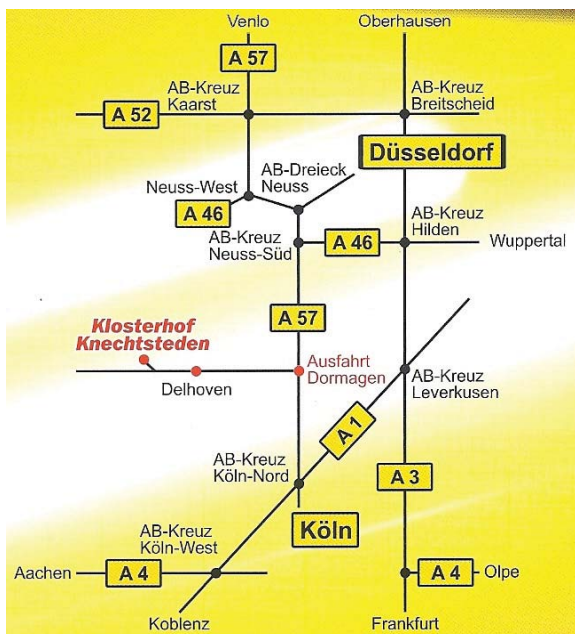 Venlo
Oberhausen
A 57
AB-Kreuz
Kaarst
AB-Kreuz
Breitscheid
A 52
Düsseldorf
AB-Dreieck
Neuss
Neuss-West
A 46
AB-Kreuz
Neuss-Süd
A 46
AB-Kreuz
Hilden
Wuppertal
A 57
Klosterhof
Knechtsteden
Ausfahrt
Dormagen
Delhoven
AB-Kreuz
Leverkusen
A 1
AB-Kreuz
Köln-Nord
A 3
Köln
AB-Kreuz
Köln-West
Aachen
A 4
A 4
Olpe
Koblenz
Frankfurt